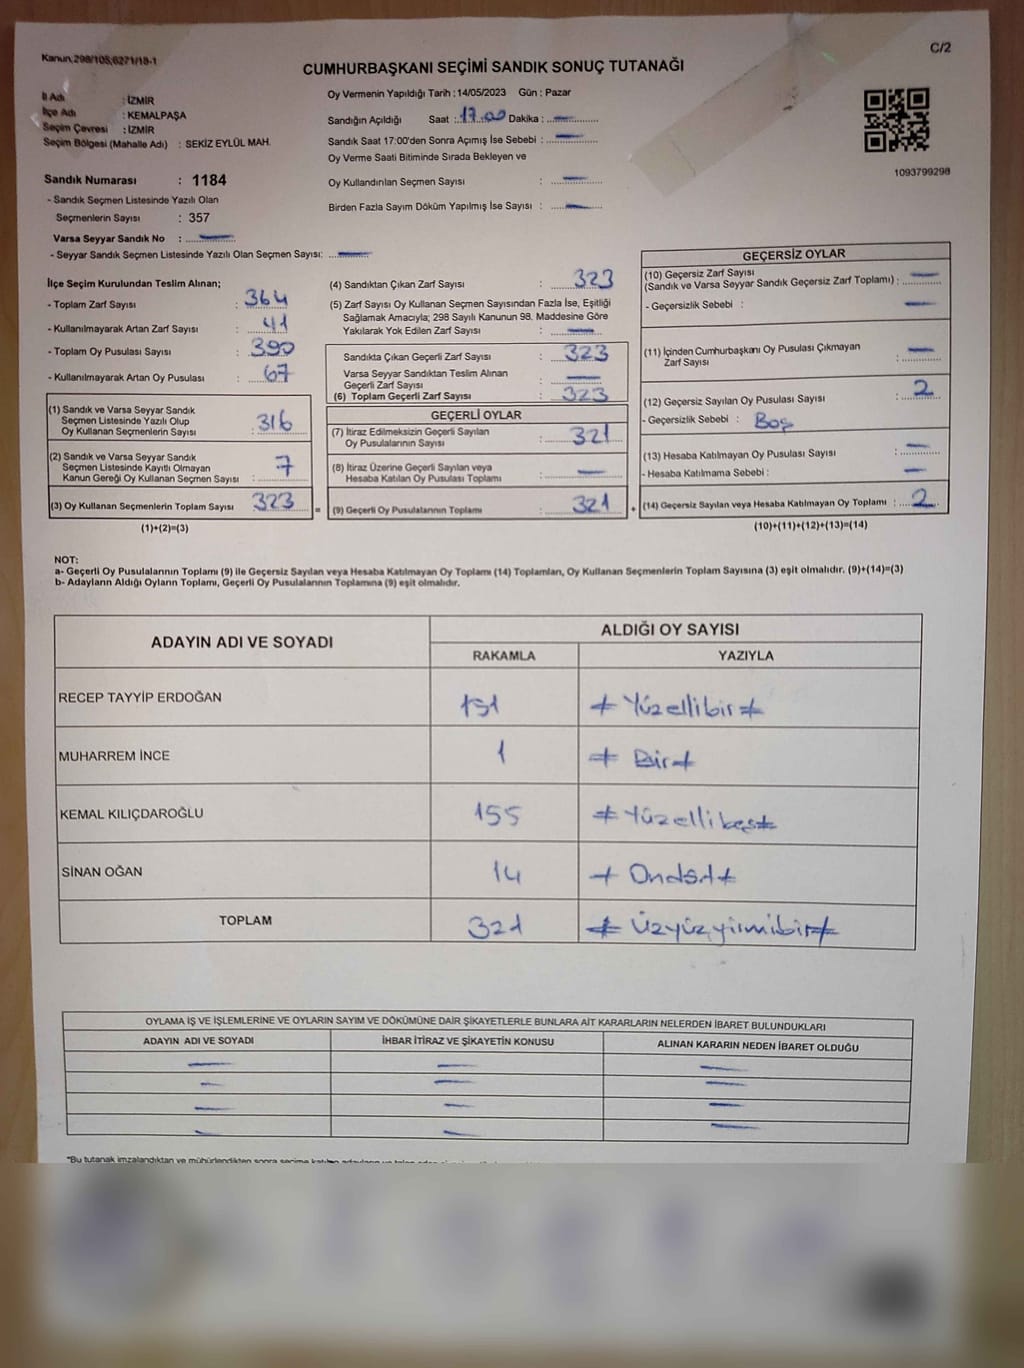 Kanun;298/105;6271/18-1
C/2
CUMHURBAŞKANI SEÇİMİ SANDIK SONUÇ TUTANAĞI
İl Adı : İZMİR
İlçe Adı : KEMALPAŞA
Seçim Çevresi : İZMİR
Seçim Bölgesi (Mahalle Adı) : SEKİZ EYLÜL MAH.
Oy Vermenin Yapıldığı Tarih : 14/05/2023 Gün : Pazar
Sandığın Açıldığı Saat : 17.00 Dakika : —
Sandık Saat 17:00'den Sonra Açımış İse Sebebi : —
Oy Verme Saati Bitiminde Sırada Bekleyen ve
Oy Kullandırılan Seçmen Sayısı : —
Birden Fazla Sayım Döküm Yapılmış İse Sayısı : —
1093799298
Sandık Numarası : 1184
- Sandık Seçmen Listesinde Yazılı Olan
Seçmenlerin Sayısı : 357
Varsa Seyyar Sandık No : —
- Seyyar Sandık Seçmen Listesinde Yazılı Olan Seçmen Sayısı: —
İlçe Seçim Kurulundan Teslim Alınan;
- Toplam Zarf Sayısı : 364
- Kullanılmayarak Artan Zarf Sayısı : 41
- Toplam Oy Pusulası Sayısı : 390
- Kullanılmayarak Artan Oy Pusulası : 67
(1) Sandık ve Varsa Seyyar Sandık
Seçmen Listesinde Yazılı Olup
Oy Kullanan Seçmenlerin Sayısı : 316
(2) Sandık ve Varsa Seyyar Sandık
Seçmen Listesinde Kayıtlı Olmayan
Kanun Gereği Oy Kullanan Seçmen Sayısı : 7
(3) Oy Kullanan Seçmenlerin Toplam Sayısı 323
(1)+(2)=(3)
(4) Sandıktan Çıkan Zarf Sayısı : 323
(5) Zarf Sayısı Oy Kullanan Seçmen Sayısından Fazla İse, Eşitliği
Sağlamak Amacıyla; 298 Sayılı Kanunun 98. Maddesine Göre
Yakılarak Yok Edilen Zarf Sayısı : —
Sandıkta Çıkan Geçerli Zarf Sayısı : 323
Varsa Seyyar Sandıktan Teslim Alınan
Geçerli Zarf Sayısı : —
(6) Toplam Geçerli Zarf Sayısı : 323
GEÇERLİ OYLAR
(7) İtiraz Edilmeksizin Geçerli Sayılan
Oy Pusulalarının Sayısı : 321
(8) İtiraz Üzerine Geçerli Sayılan veya
Hesaba Katılan Oy Pusulası Toplamı : —
= (9) Geçerli Oy Pusulalarının Toplamı : 321 +
GEÇERSİZ OYLAR
(10) Geçersiz Zarf Sayısı
(Sandık ve Varsa Seyyar Sandık Geçersiz Zarf Toplamı) : —
- Geçersizlik Sebebi : —
(11) İçinden Cumhurbaşkanı Oy Pusulası Çıkmayan
Zarf Sayısı : —
(12) Geçersiz Sayılan Oy Pusulası Sayısı : 2
- Geçersizlik Sebebi : Boş
(13) Hesaba Katılmayan Oy Pusulası Sayısı : —
- Hesaba Katılmama Sebebi : —
(14) Geçersiz Sayılan veya Hesaba Katılmayan Oy Toplamı : 2
(10)+(11)+(12)+(13)=(14)
NOT:
a- Geçerli Oy Pusulalarının Toplamı (9) ile Geçersiz Sayılan veya Hesaba Katılmayan Oy Toplamı (14) Toplamları, Oy Kullanan Seçmenlerin Toplam Sayısına (3) eşit olmalıdır. (9)+(14)=(3)
b- Adayların Aldığı Oyların Toplamı, Geçerli Oy Pusulalarının Toplamına (9) eşit olmalıdır.
ADAYIN ADI VE SOYADI ALDIĞI OY SAYISI
RAKAMLA YAZIYLA
RECEP TAYYİP ERDOĞAN 151 Yüzellibir
MUHARREM İNCE 1 Bir
KEMAL KILIÇDAROĞLU 155 Yüzellibeş
SİNAN OĞAN 14 Ondört
TOPLAM 321 Üzyüzyirmibir
OYLAMA İŞ VE İŞLEMLERİNE VE OYLARIN SAYIM VE DÖKÜMÜNE DAİR ŞİKAYETLERLE BUNLARA AİT KARARLARIN NELERDEN İBARET BULUNDUKLARI
ADAYIN ADI VE SOYADI İHBAR İTİRAZ VE ŞİKAYETİN KONUSU ALINAN KARARIN NEDEN İBARET OLDUĞU
"Bu tutanak imzalandıktan ve mühürlendikten sonra seçime katılan